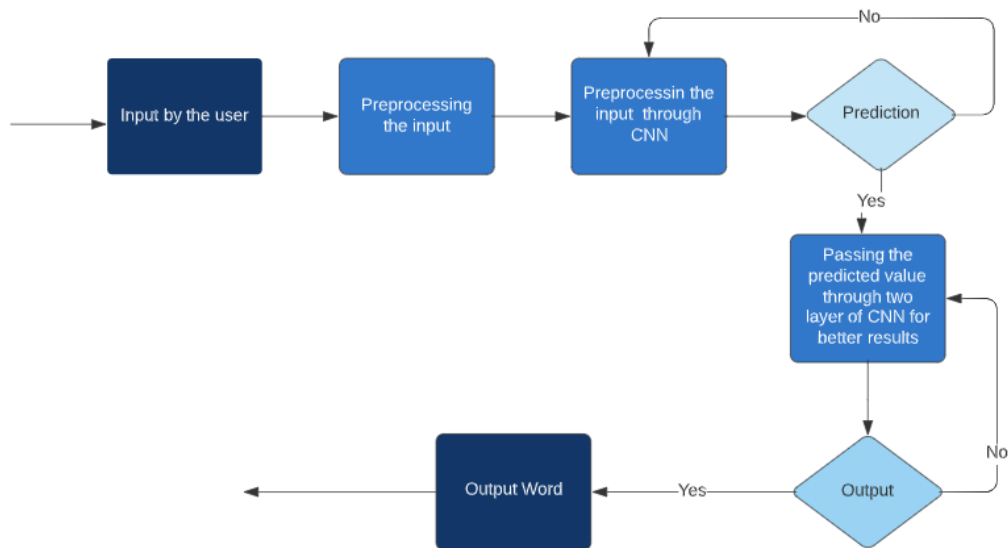 No
Input by the user
Preprocessing
the input
Preprocessin the
input through
CNN
Prediction
Yes
Passing the
predicted value
through two
layer of CNN for
better results
No
Output Word
Yes
Output